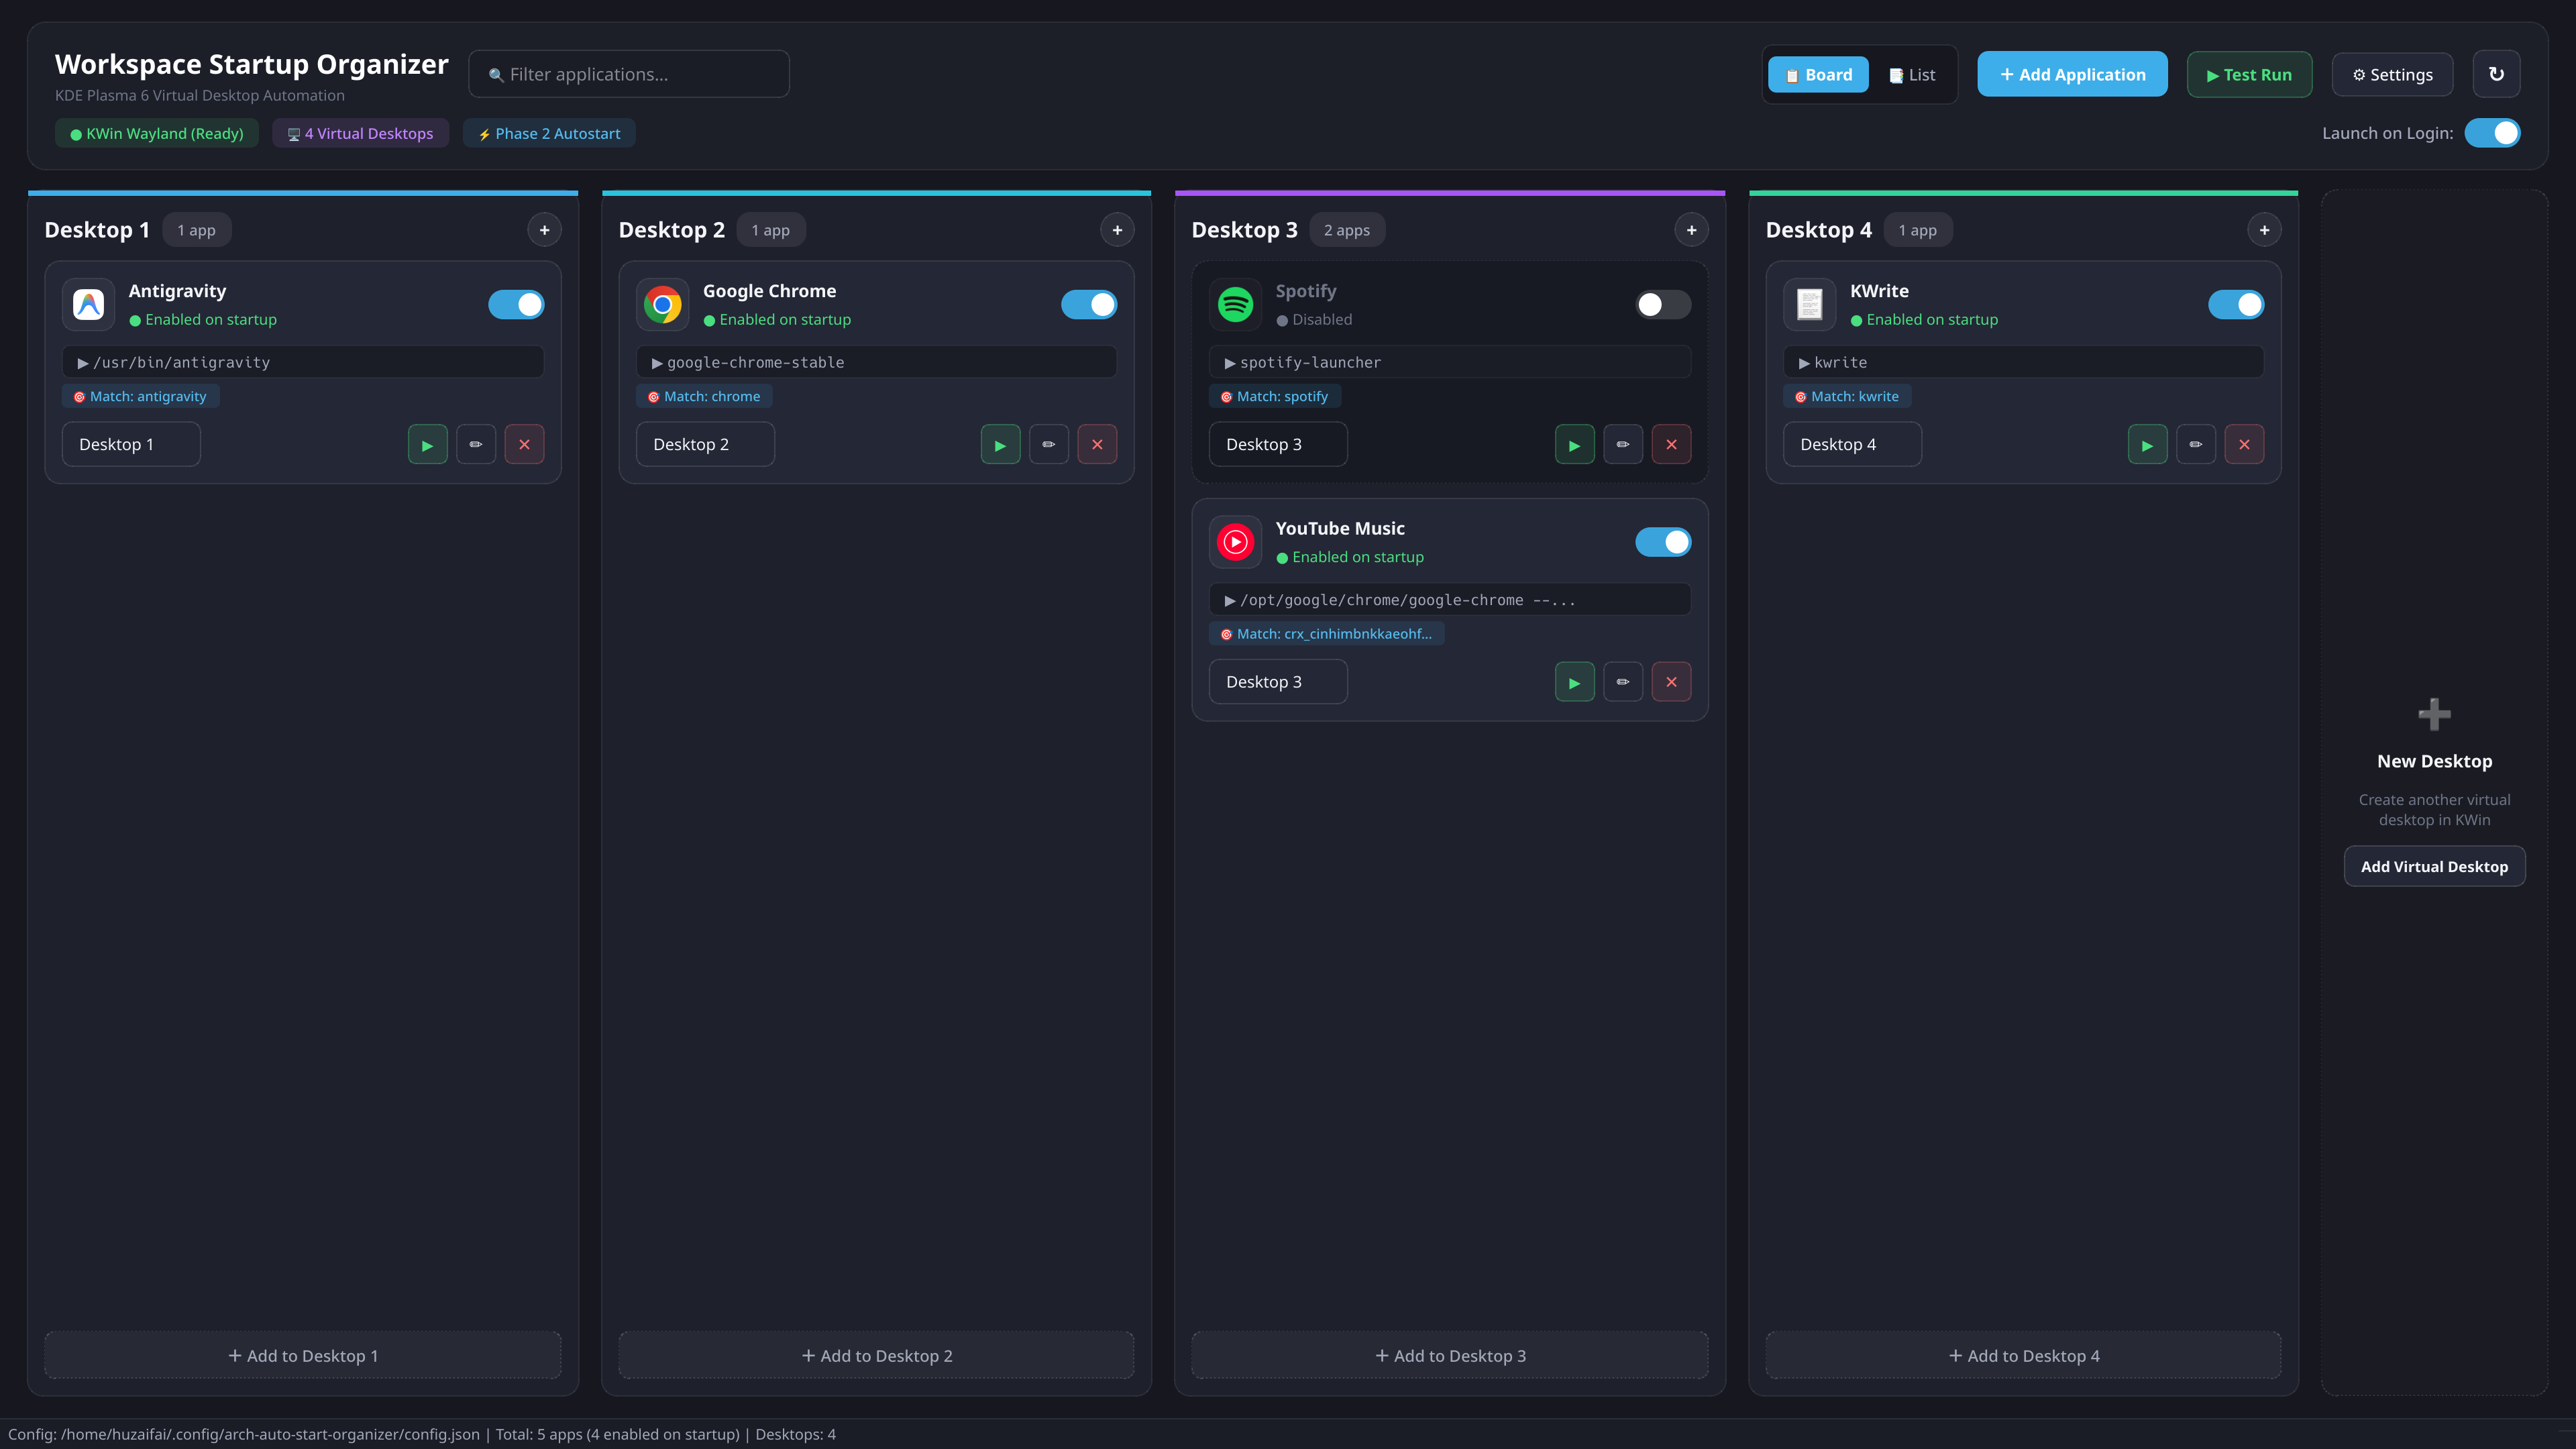 Workspace Startup Organizer
KDE Plasma 6 Virtual Desktop Automation
Filter applications...
Board
List
+ Add Application
Test Run
Settings
KWin Wayland (Ready)
4 Virtual Desktops
Phase 2 Autostart
Launch on Login:
Desktop 1
1 app
+
Antigravity
Enabled on startup
/usr/bin/antigravity
Match: antigravity
Desktop 1
+ Add to Desktop 1
Desktop 2
1 app
+
Google Chrome
Enabled on startup
google-chrome-stable
Match: chrome
Desktop 2
+ Add to Desktop 2
Desktop 3
2 apps
+
Spotify
Disabled
spotify-launcher
Match: spotify
Desktop 3
YouTube Music
Enabled on startup
/opt/google/chrome/google-chrome --...
Match: crx_cinhimbnkkaeohf...
Desktop 3
+ Add to Desktop 3
Desktop 4
1 app
+
KWrite
Enabled on startup
kwrite
Match: kwrite
Desktop 4
+ Add to Desktop 4
New Desktop
Create another virtual
desktop in KWin
Add Virtual Desktop
Config: /home/huzaifai/.config/arch-auto-start-organizer/config.json | Total: 5 apps (4 enabled on startup) | Desktops: 4